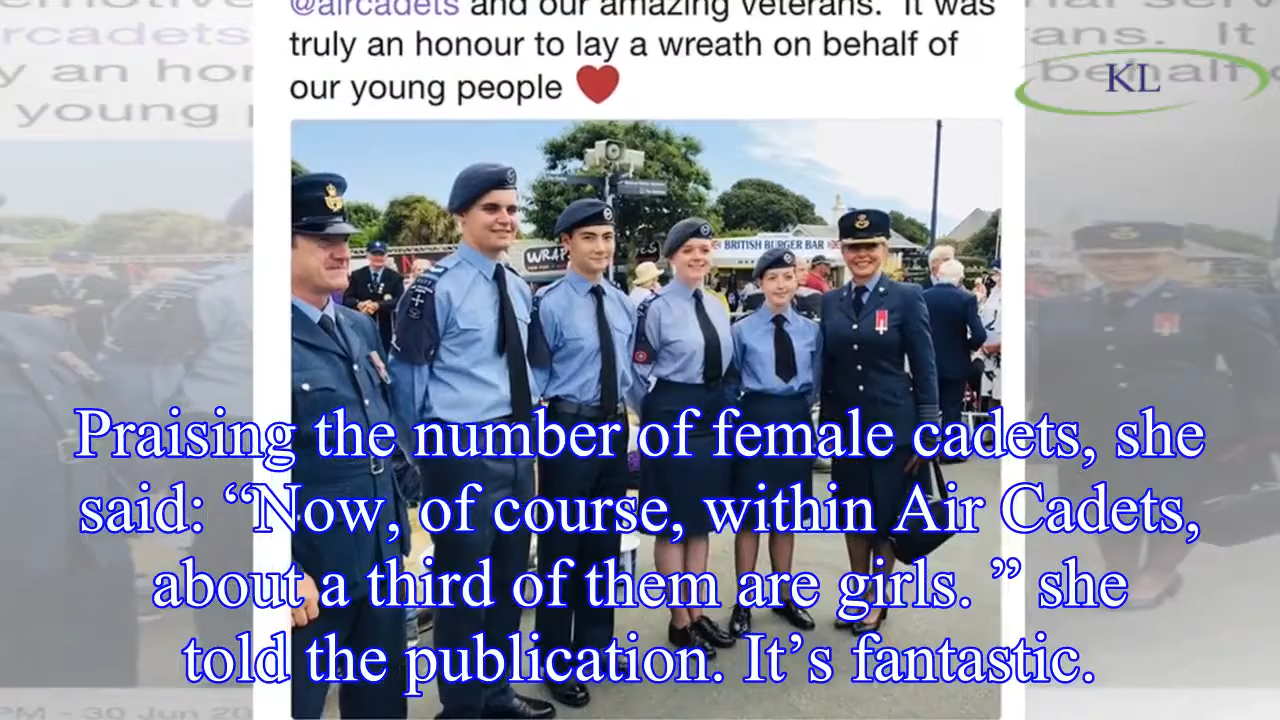 @aircadets and our amazing veterans. It was
truly an honour to lay a wreath on behalf of
our young people
KL
WRAP
BRITISH BURGER BAR
Praising the number of female cadets, she
said: “Now, of course, within Air Cadets,
about a third of them are girls. ” she
told the publication. It’s fantastic.